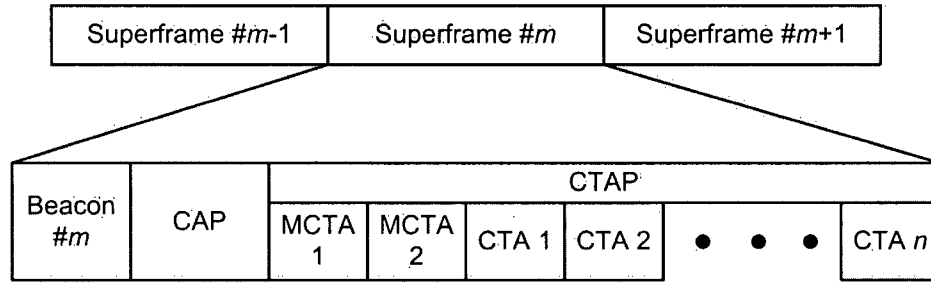 Superframe #m-1 Superframe #m Superframe #m+1
CTAP
Beacon
#m
CAP
MCTA
1
MCTA
2
CTA 1
CTA 2
● ● ●
CTA n